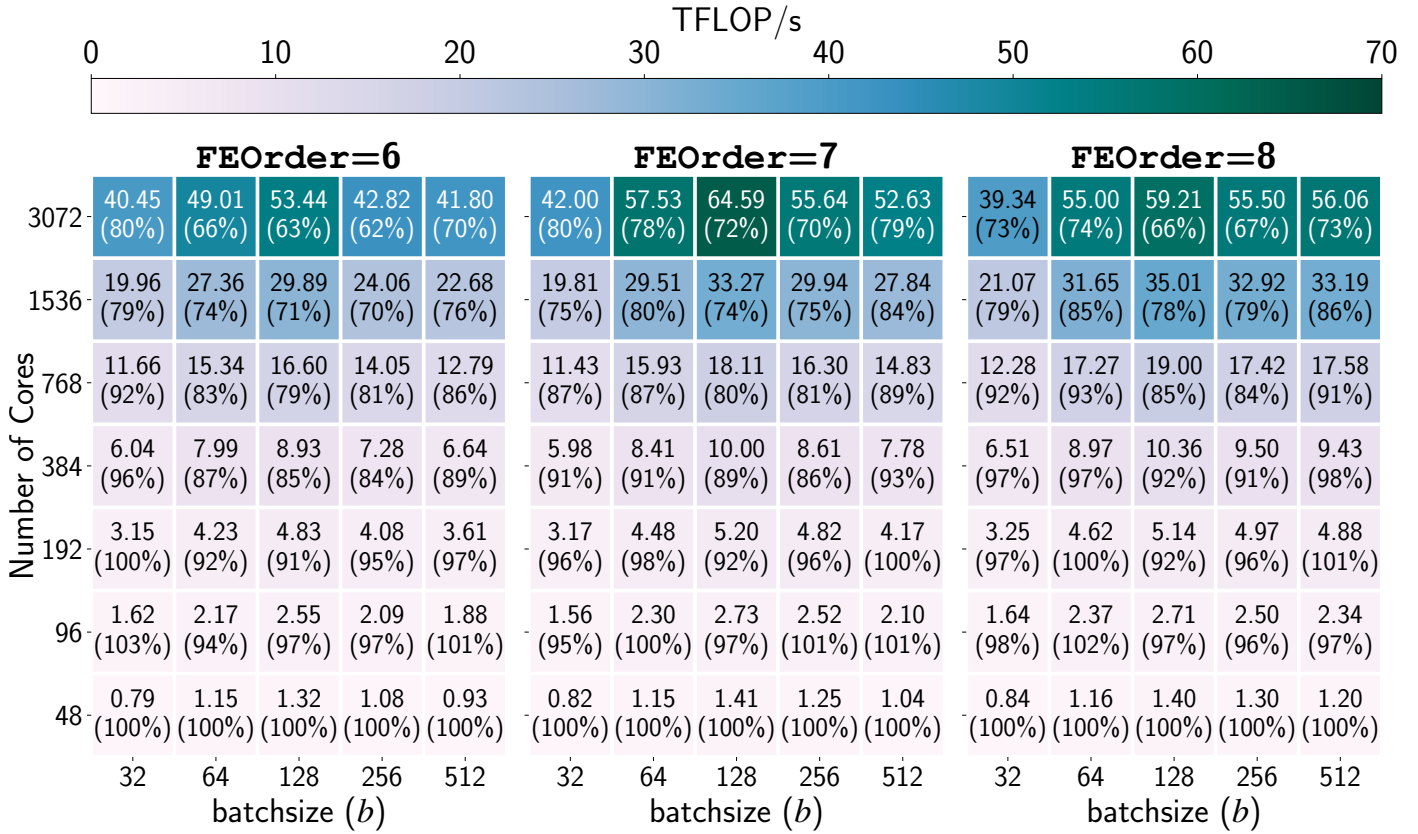 TFLOP/s
0 10 20 30 40 50 60 70
FEOrder=6 FEOrder=7 FEOrder=8
Number of Cores
3072 40.45 49.01 53.44 42.82 41.80 42.00 57.53 64.59 55.64 52.63 39.34 55.00 59.21 55.50 56.06
(80%) (66%) (63%) (62%) (70%) (80%) (78%) (72%) (70%) (79%) (73%) (74%) (66%) (67%) (73%)
1536 19.96 27.36 29.89 24.06 22.68 19.81 29.51 33.27 29.94 27.84 21.07 31.65 35.01 32.92 33.19
(79%) (74%) (71%) (70%) (76%) (75%) (80%) (74%) (75%) (84%) (79%) (85%) (78%) (79%) (86%)
768 11.66 15.34 16.60 14.05 12.79 11.43 15.93 18.11 16.30 14.83 12.28 17.27 19.00 17.42 17.58
(92%) (83%) (79%) (81%) (86%) (87%) (87%) (80%) (81%) (89%) (92%) (93%) (85%) (84%) (91%)
384 6.04 7.99 8.93 7.28 6.64 5.98 8.41 10.00 8.61 7.78 6.51 8.97 10.36 9.50 9.43
(96%) (87%) (85%) (84%) (89%) (91%) (91%) (89%) (86%) (93%) (97%) (97%) (92%) (91%) (98%)
192 3.15 4.23 4.83 4.08 3.61 3.17 4.48 5.20 4.82 4.17 3.25 4.62 5.14 4.97 4.88
(100%) (92%) (91%) (95%) (97%) (96%) (98%) (92%) (96%) (100%) (97%) (100%) (92%) (96%) (101%)
96 1.62 2.17 2.55 2.09 1.88 1.56 2.30 2.73 2.52 2.10 1.64 2.37 2.71 2.50 2.34
(103%) (94%) (97%) (97%) (101%) (95%) (100%) (97%) (101%) (101%) (98%) (102%) (97%) (96%) (97%)
48 0.79 1.15 1.32 1.08 0.93 0.82 1.15 1.41 1.25 1.04 0.84 1.16 1.40 1.30 1.20
(100%) (100%) (100%) (100%) (100%) (100%) (100%) (100%) (100%) (100%) (100%) (100%) (100%) (100%) (100%)
32 64 128 256 512 32 64 128 256 512 32 64 128 256 512
batchsize (b) batchsize (b) batchsize (b)